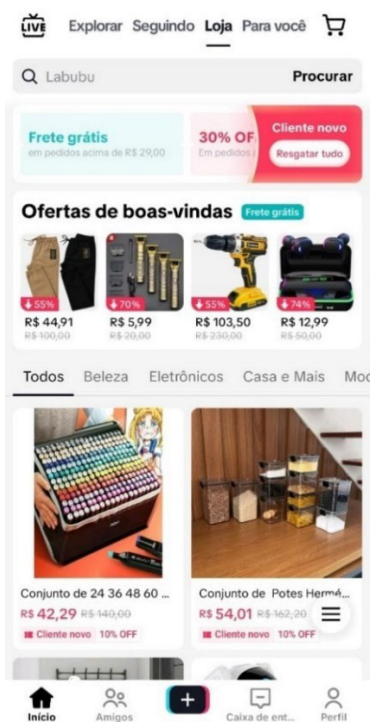 LIVE Explorar Seguindo Loja Para você
Labubu Procurar
Frete grátis
em pedidos acima de R$ 29,00
30% OF
Em pedidos
Cliente novo
Resgatar tudo
Ofertas de boas-vindas Frete grátis
55% 70% 55% 74%
R$ 44,91 R$ 5,99 R$ 103,50 R$ 12,99
R$ 100,00 R$ 20,00 R$ 230,00 R$ 50,00
Todos Beleza Eletrônicos Casa e Mais Mod
Conjunto de 24 36 48 60 ...
R$ 42,29 R$ 140,00
Cliente novo 10% OFF
Conjunto de Potes Hermé...
R$ 54,01 R$ 162,20
Cliente novo 10% OFF
Início Amigos Caixa de ent... Perfil